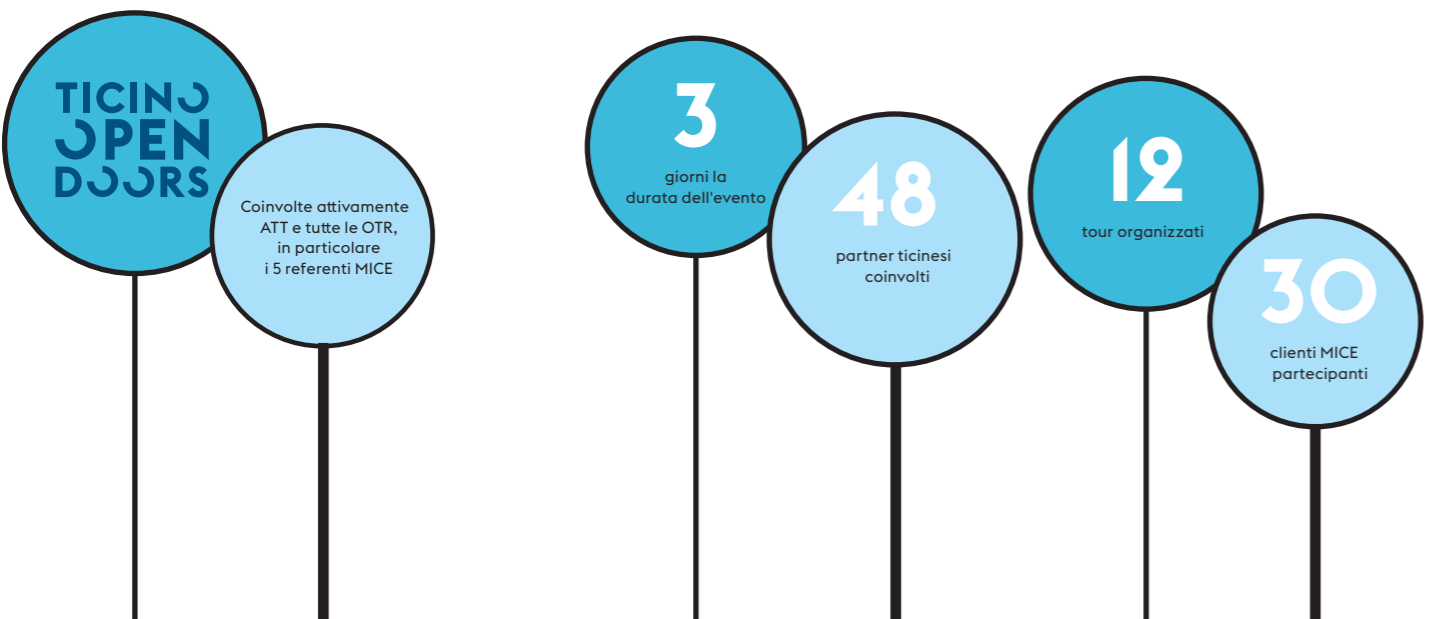 TICINO
OPEN
DOORS
Coinvolte attivamente
ATT e tutte le OTR,
in particolare
i 5 referenti MICE
3
giorni la
durata dell'evento
48
partner ticinesi
coinvolti
12
tour organizzati
30
clienti MICE
partecipanti